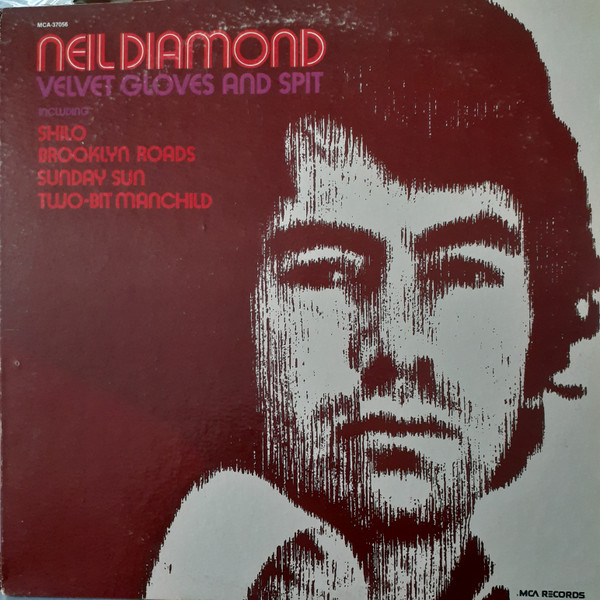 MCA-37056
NEIL DIAMOND
VELVET GLOVES AND SPIT
INCLUDING
SHILO
BROOKLYN ROADS
SUNDAY SUN
TWO-BIT MANCHILD
MCA RECORDS